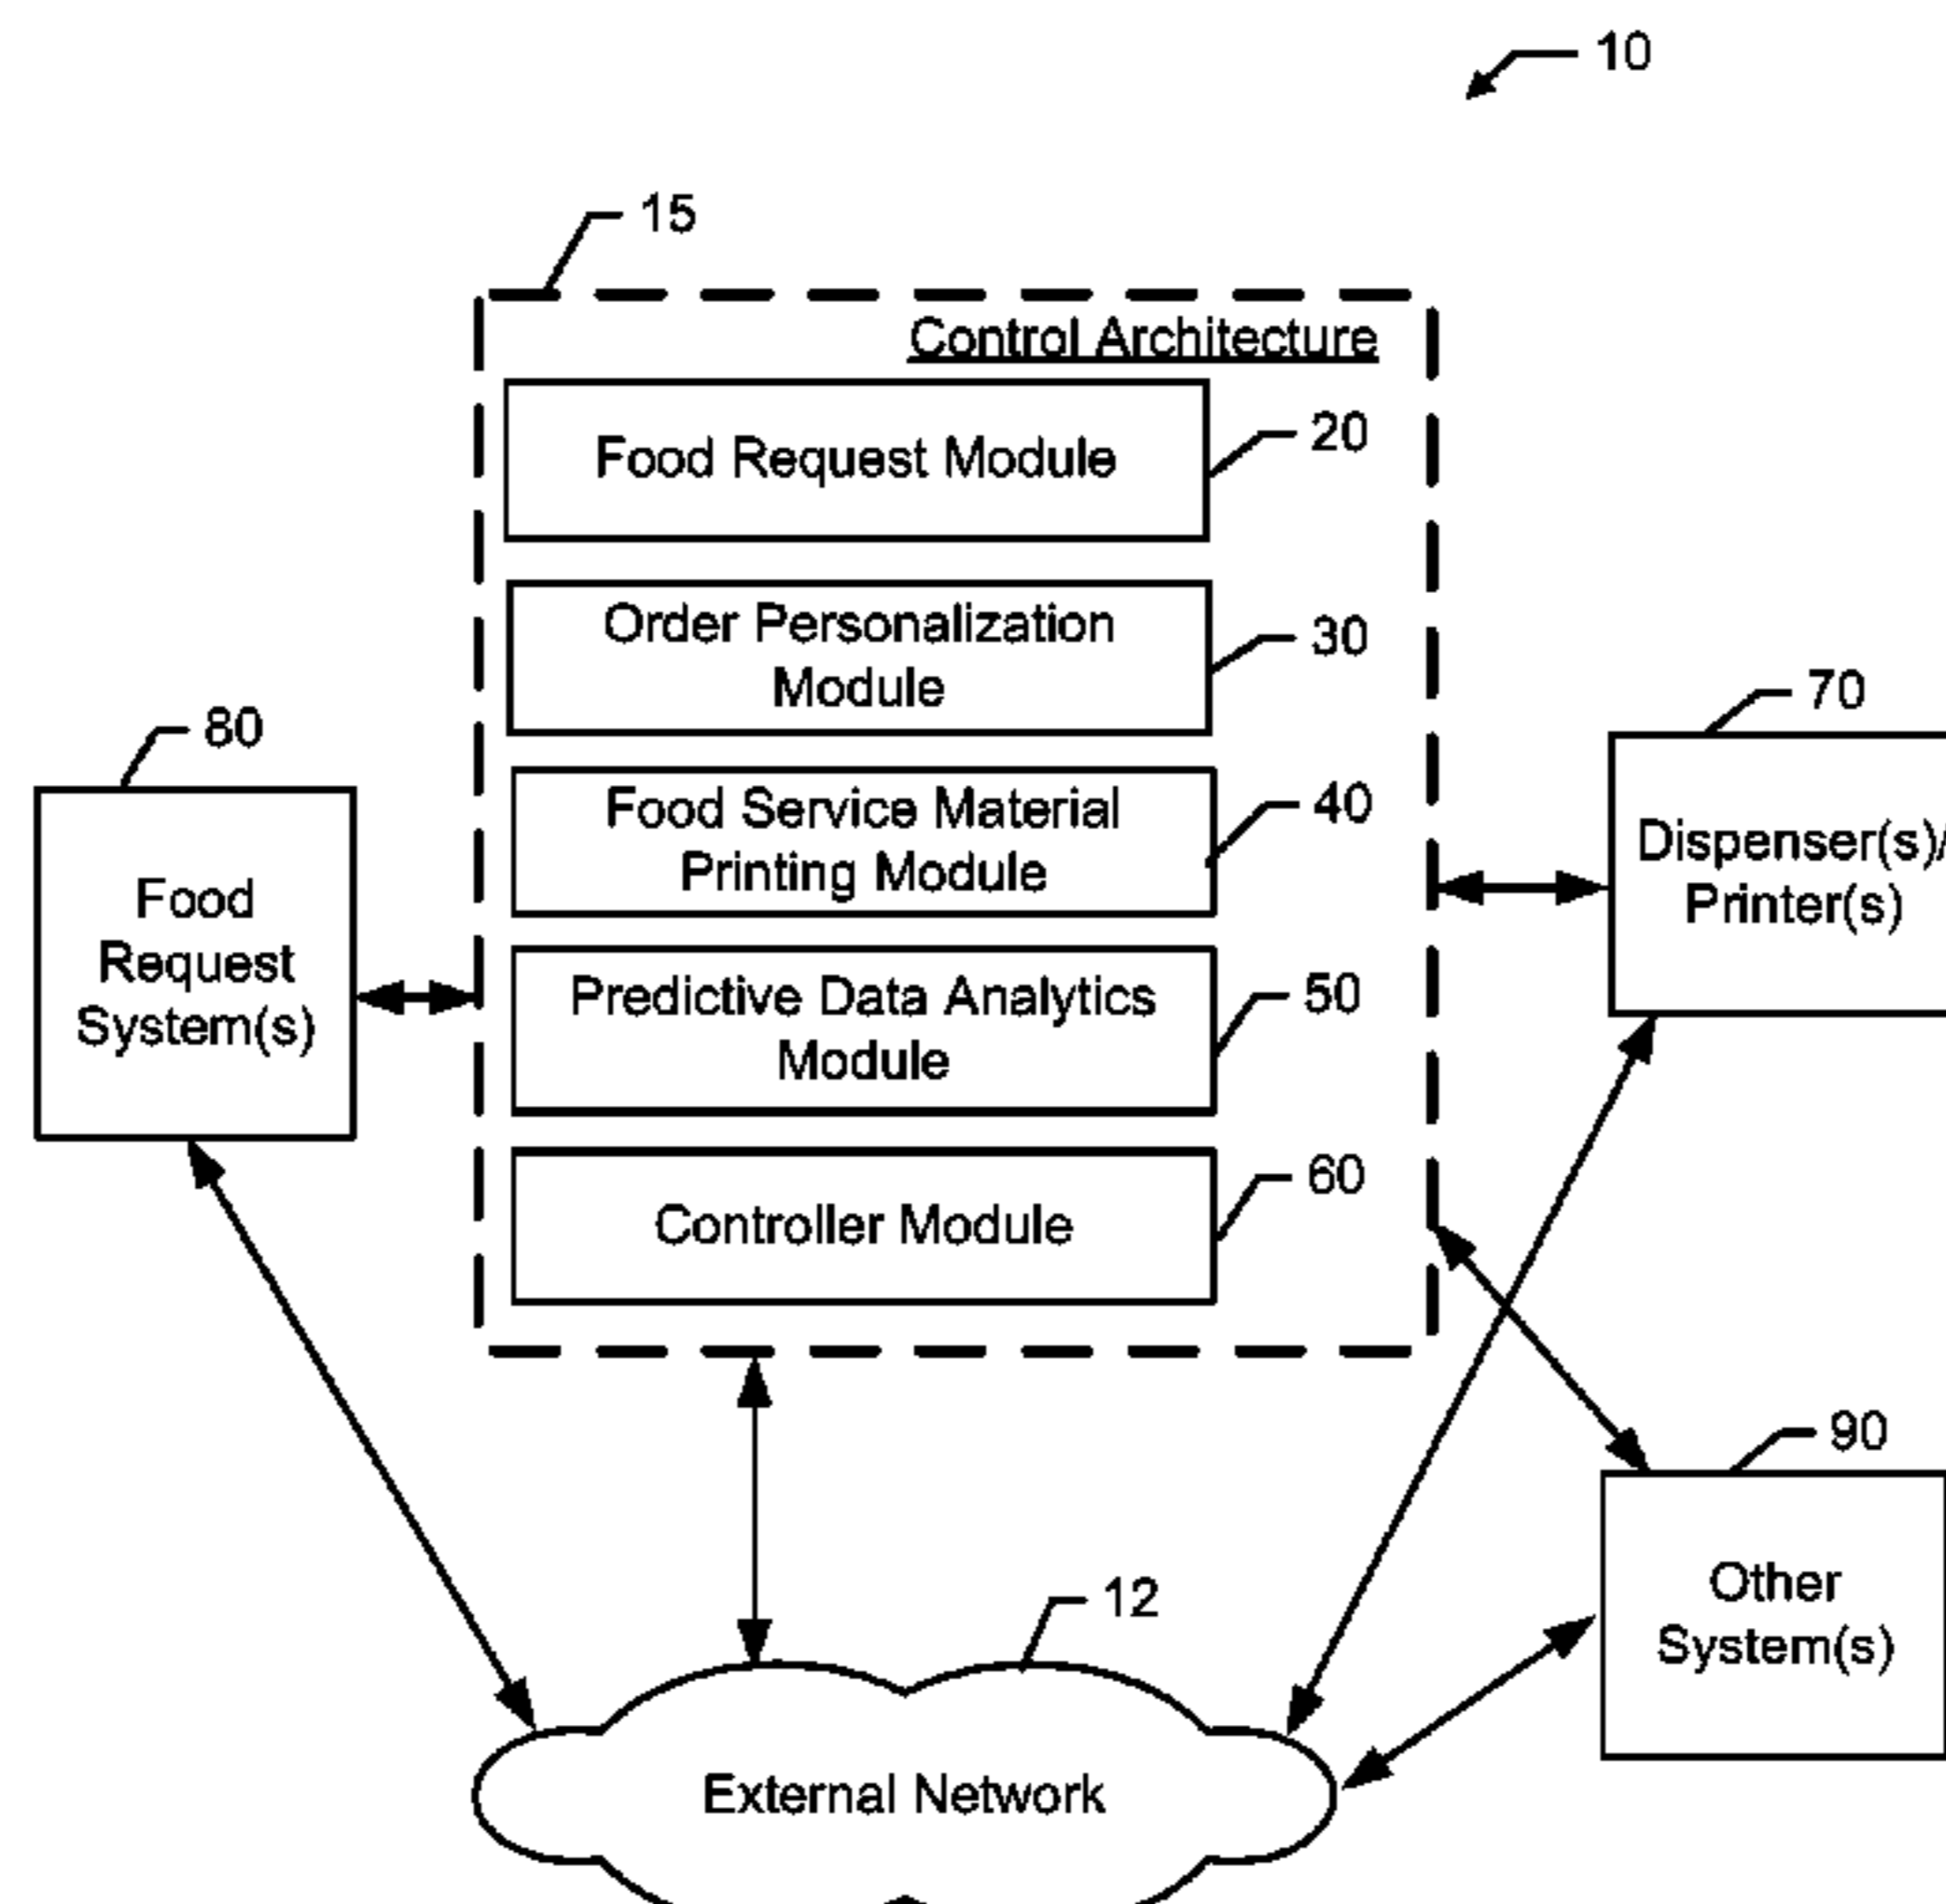 10
15
Control Architecture
Food Request Module
20
Order Personalization
Module
30
Food Service Material
Printing Module
40
Predictive Data Analytics
Module
50
Controller Module
60
80
Food
Request
System(s)
70
Dispenser(s)/
Printer(s)
90
Other
System(s)
12
External Network